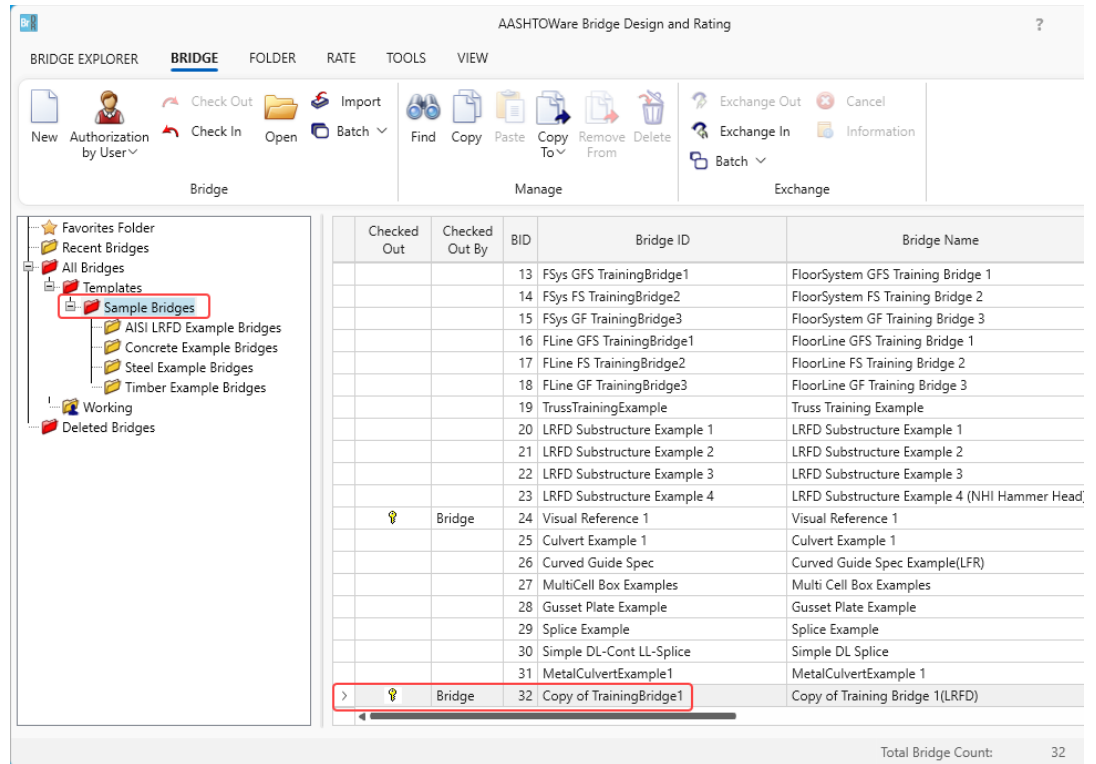 Br
AASHTOWare Bridge Design and Rating
?
BRIDGE EXPLORER BRIDGE FOLDER RATE TOOLS VIEW
New
Authorization
by User
Check Out
Check In
Open
Import
Batch
Bridge
Find
Copy
Paste
Copy
To
Remove
From
Delete
Manage
Exchange Out
Exchange In
Batch
Cancel
Information
Exchange
Favorites Folder
Recent Bridges
All Bridges
Templates
Sample Bridges
AISI LRFD Example Bridges
Concrete Example Bridges
Steel Example Bridges
Timber Example Bridges
Working
Deleted Bridges
Checked Out Checked Out By BID Bridge ID Bridge Name
13 FSys GFS TrainingBridge1 FloorSystem GFS Training Bridge 1
14 FSys FS TrainingBridge2 FloorSystem FS Training Bridge 2
15 FSys GF TrainingBridge3 FloorSystem GF Training Bridge 3
16 FLine GFS TrainingBridge1 FloorLine GFS Training Bridge 1
17 FLine FS TrainingBridge2 FloorLine FS Training Bridge 2
18 FLine GF TrainingBridge3 FloorLine GF Training Bridge 3
19 TrussTrainingExample Truss Training Example
20 LRFD Substructure Example 1 LRFD Substructure Example 1
21 LRFD Substructure Example 2 LRFD Substructure Example 2
22 LRFD Substructure Example 3 LRFD Substructure Example 3
23 LRFD Substructure Example 4 LRFD Substructure Example 4 (NHI Hammer Head)
Bridge 24 Visual Reference 1 Visual Reference 1
25 Culvert Example 1 Culvert Example 1
26 Curved Guide Spec Curved Guide Spec Example(LFR)
27 MultiCell Box Examples Multi Cell Box Examples
28 Gusset Plate Example Gusset Plate Example
29 Splice Example Splice Example
30 Simple DL-Cont LL-Splice Simple DL Splice
31 MetalCulvertExample1 MetalCulvertExample 1
Bridge 32 Copy of TrainingBridge1 Copy of Training Bridge 1(LRFD)
Total Bridge Count: 32